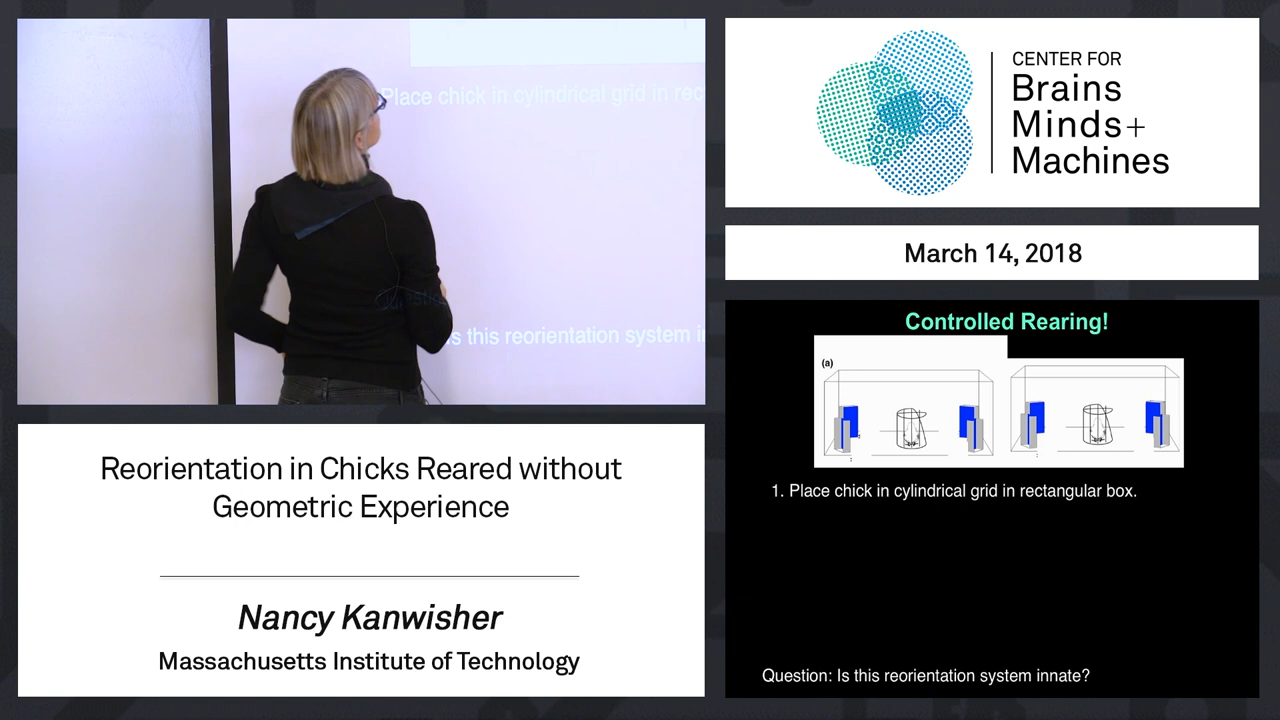 Place chick in cylindrical grid in rec
s this reorientation system i
CENTER FOR
Brains
Minds+
Machines
March 14, 2018
Controlled Rearing!
(a)
1. Place chick in cylindrical grid in rectangular box.
Question: Is this reorientation system innate?
Reorientation in Chicks Reared without
Geometric Experience
Nancy Kanwisher
Massachusetts Institute of Technology